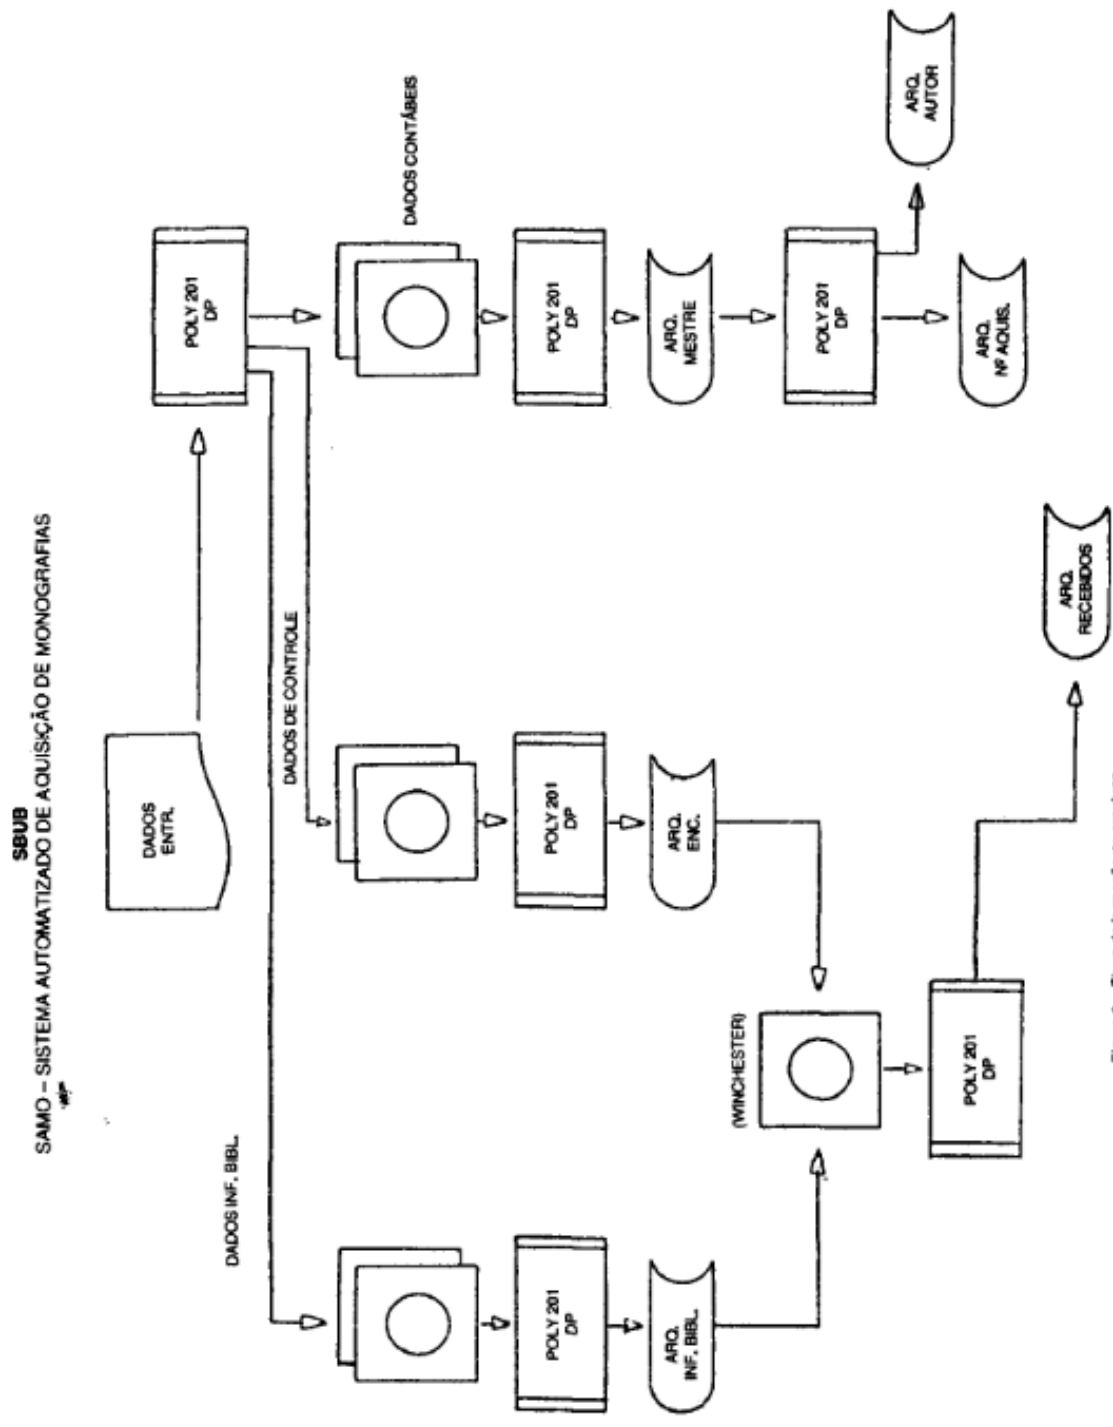 SBUB
SAMO – SISTEMA AUTOMATIZADO DE AQUISIÇÃO DE MONOGRAFIAS
DADOS
ENTR.
POLY 201
DP
DADOS INF. BIBL.
DADOS DE CONTROLE
DADOS CONTÁBEIS
POLY 201
DP
POLY 201
DP
POLY 201
DP
ARQ.
INF. BIBL.
ARQ.
ENC.
ARQ.
MESTRE
(WINCHESTER)
POLY 201
DP
POLY 201
DP
ARQ.
AUTOR
ARQ.
Nº AQUIS.
ARQ.
RECEBIDOS